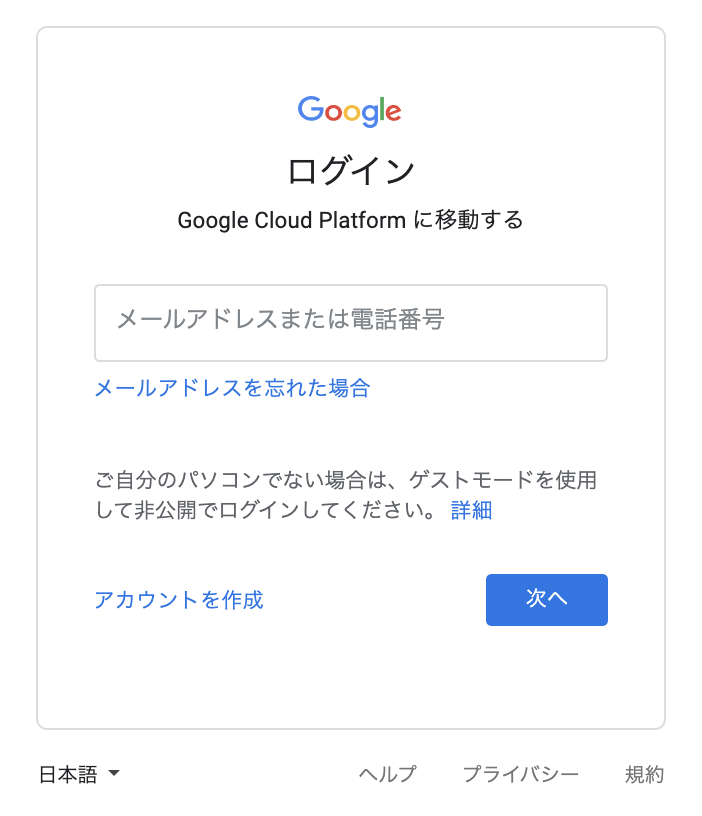 Google
ログイン
Google Cloud Platform に移動する
メールアドレスまたは電話番号
メールアドレスを忘れた場合
ご自分のパソコンでない場合は、ゲストモードを使用
して非公開でログインしてください。 詳細
アカウントを作成
次へ
日本語 ヘルプ プライバシー 規約